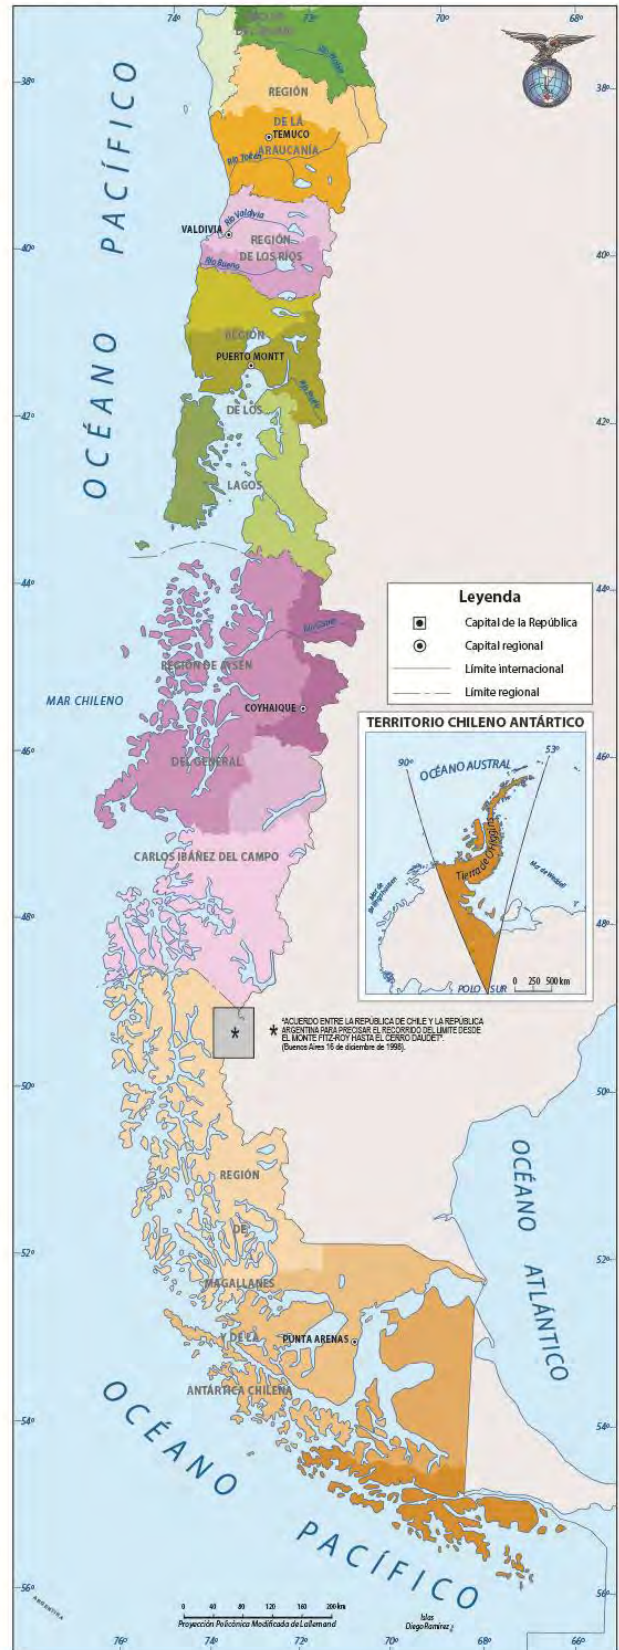 74º
72º
70º
68º
38º
38º
REGIÓN
DE LA
TEMUCO
ARAUCANÍA
Río Toltén
OCÉANO PACÍFICO
Río Valdivia
VALDIVIA
REGIÓN
DE LOS RÍOS
Río Bueno
40º
40º
REGIÓN
PUERTO MONTT
42º
42º
DE LOS
LAGOS
44º
44º
Leyenda
Capital de la República
Capital regional
Límite internacional
Límite regional
REGIÓN DE AYSÉN
MAR CHILENO
COYHAIQUE
46º
46º
DEL GENERAL
CARLOS IBÁÑEZ DEL CAMPO
TERRITORIO CHILENO ANTÁRTICO
90º
53º
OCÉANO AUSTRAL
Tierra de O'Higgins
Mar de Weddell
Mar de Bellingshausen
POLO SUR
0 250 500 km
48º
48º
*
* "ACUERDO ENTRE LA REPÚBLICA DE CHILE Y LA REPÚBLICA
ARGENTINA PARA PRECISAR EL RECORRIDO DEL LÍMITE DESDE
EL MONTE FITZ-ROY HASTA EL CERRO DAUDET".
(Buenos Aires 16 de diciembre de 1998).
50º
50º
REGIÓN
DE
MAGALLANES
Y DE LA
PUNTA ARENAS
ANTÁRTICA CHILENA
OCÉANO ATLÁNTICO
52º
52º
54º
54º
OCÉANO PACÍFICO
56º
56º
ARGENTINA
0 40 80 120 160 200 km
Proyección Policónica Modificada de Lallemand
Islas
Diego Ramírez
76º
74º
72º
70º
68º
66º